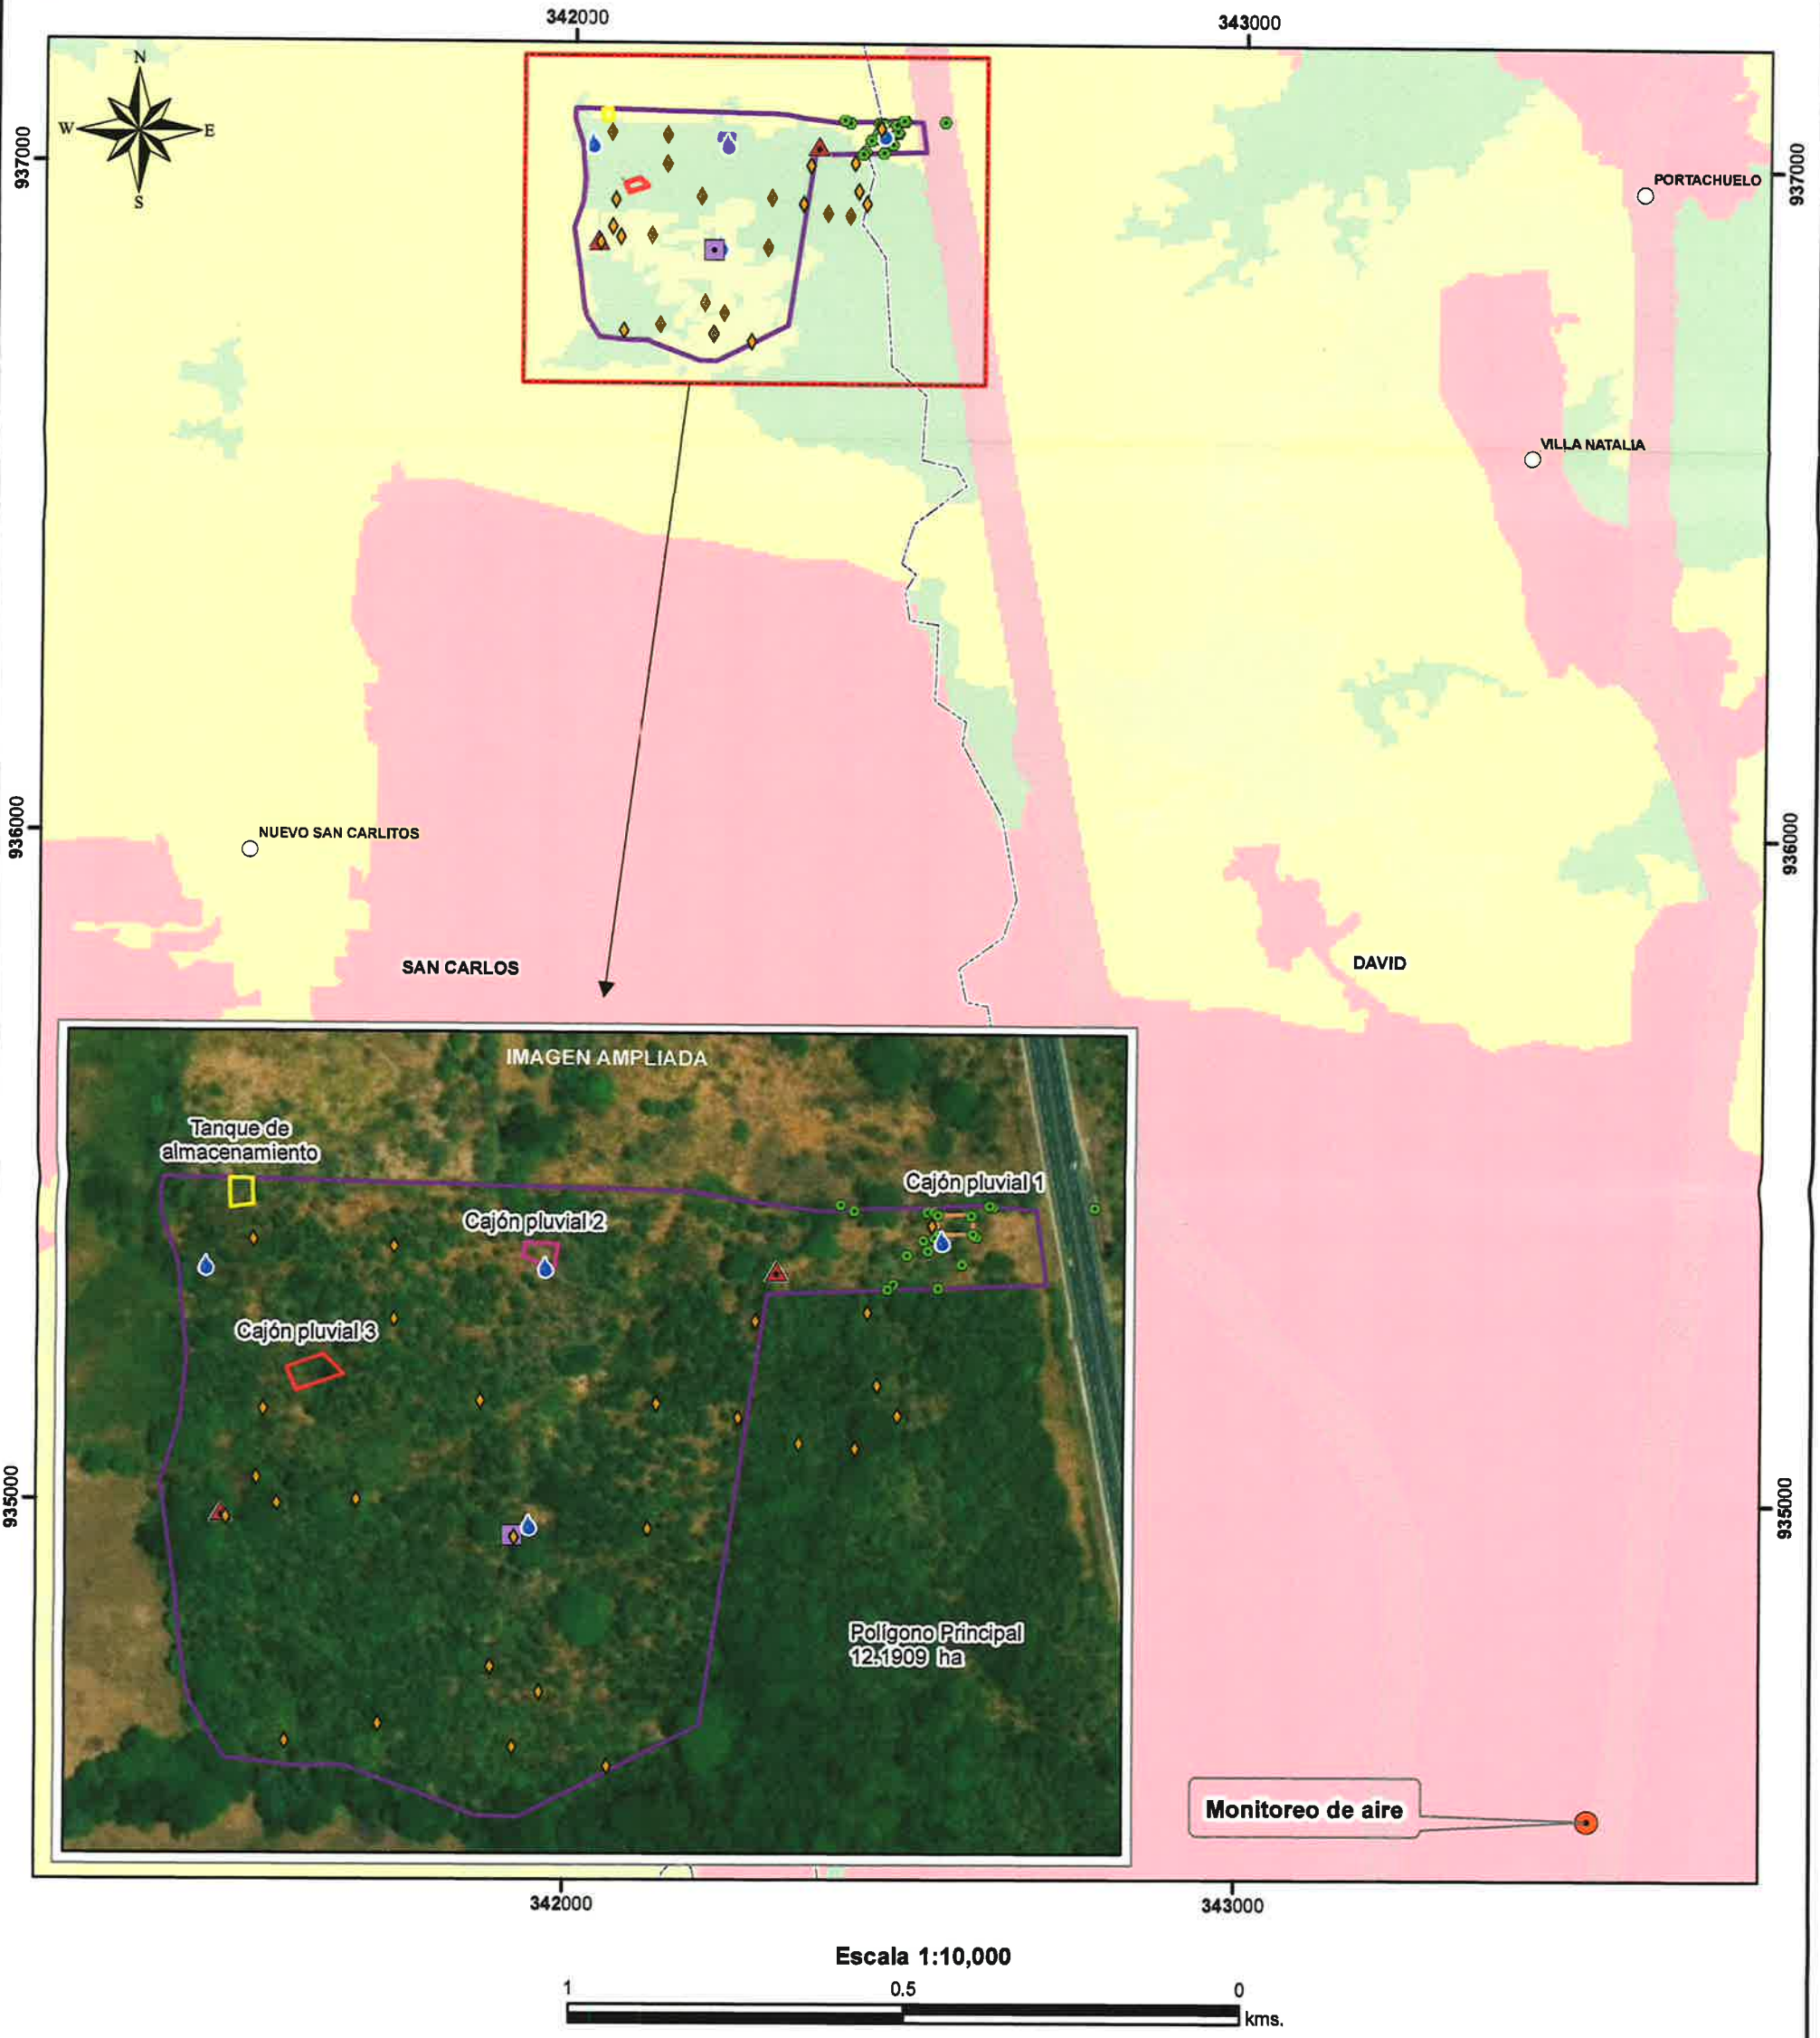 342000
343000
N
W
E
S
937000
937000
PORTACHUELO
VILLA NATALIA
936000
936000
NUEVO SAN CARLITOS
SAN CARLOS
DAVID
IMAGEN AMPLIADA
Tanque de
almacenamiento
Cajón pluvial 1
Cajón pluvial 2
Cajón pluvial 3
935000
935000
Polígono Principal
12.1909 ha
Monitoreo de aire
342000
343000
Escala 1:10,000
1
0.5
0
kms.